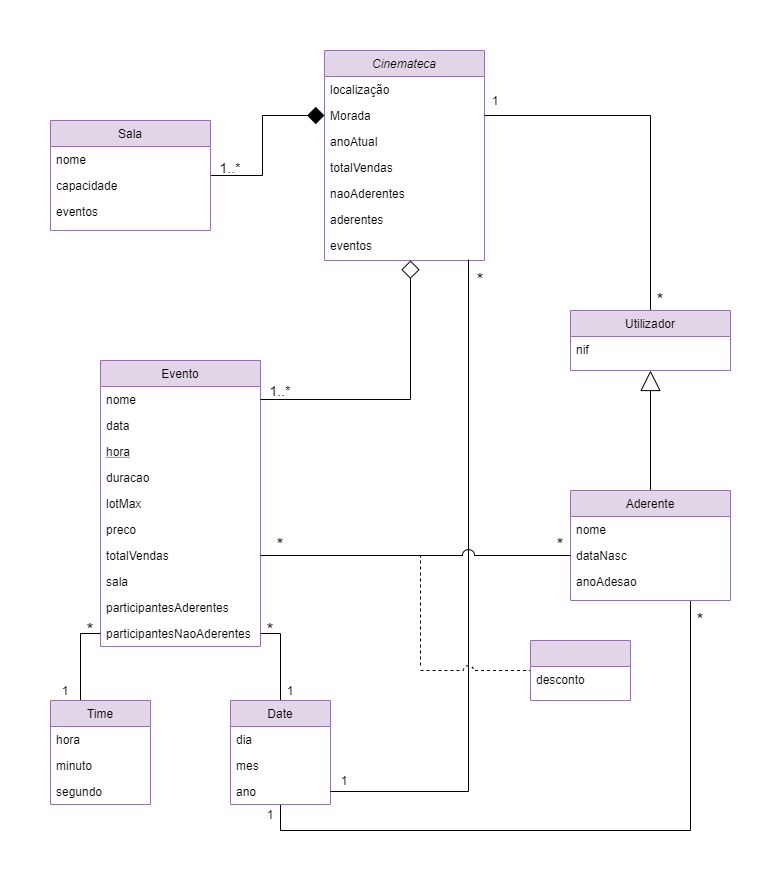 Cinemateca
localização
Morada
anoAtual
totalVendas
naoAderentes
aderentes
eventos
1
Sala
nome
capacidade
eventos
1..*
*
*
Utilizador
nif
Evento
nome
data
hora
duracao
lotMax
preco
totalVendas
sala
participantesAderentes
participantesNaoAderentes
1..*
Aderente
nome
dataNasc
anoAdesao
*
*
*
*
*
desconto
1
1
Time
hora
minuto
segundo
Date
dia
mes
ano
1
1